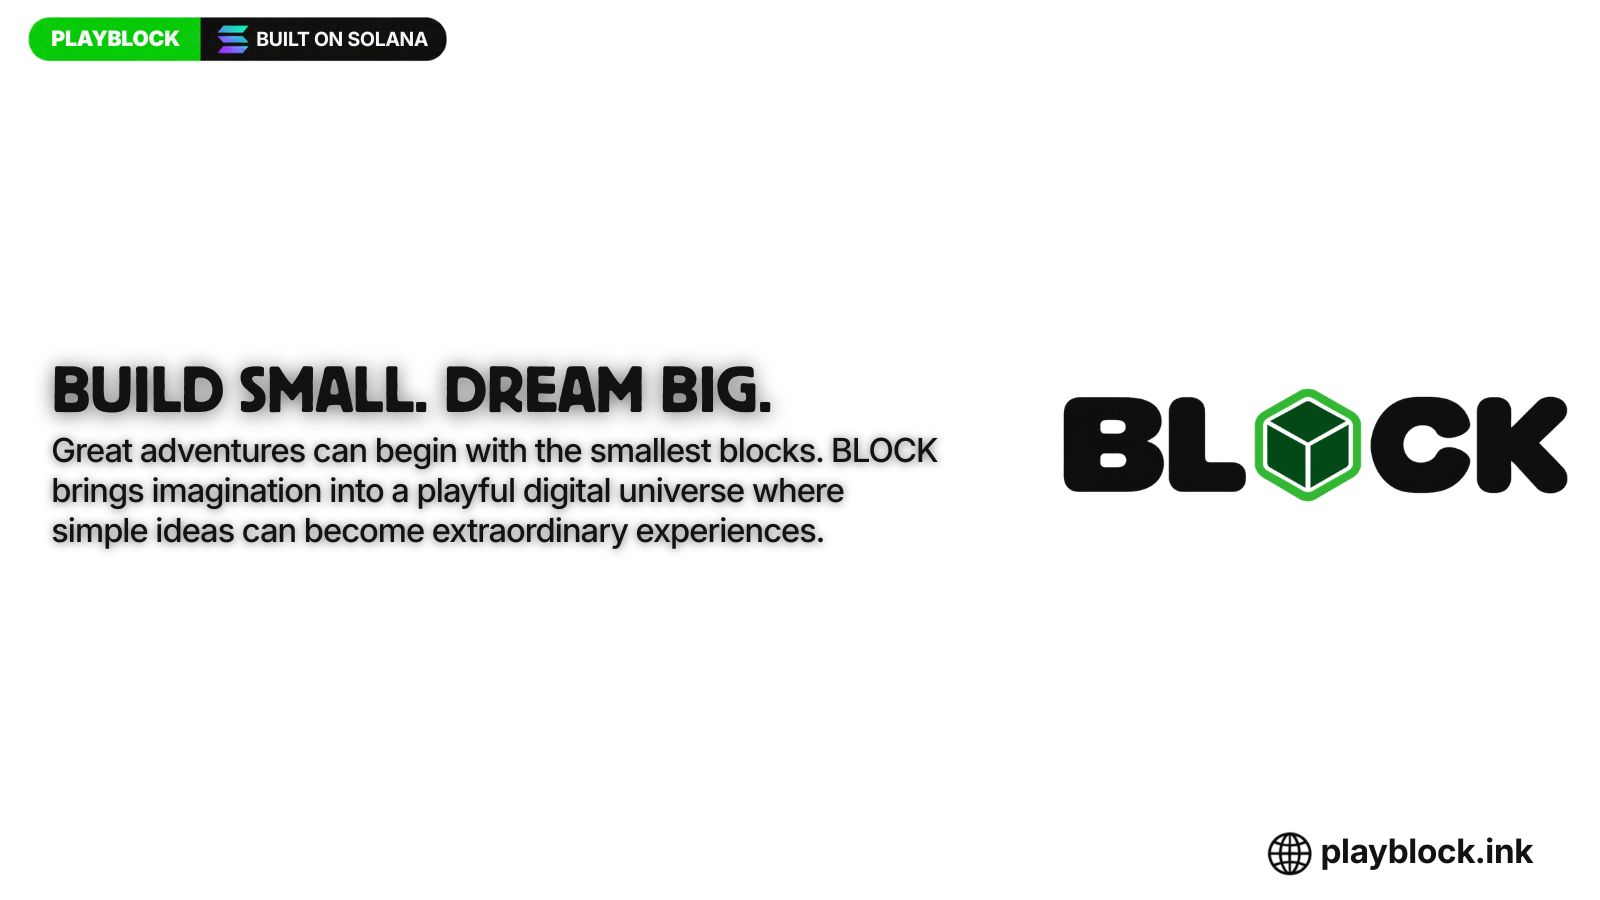 PLAYBLOCK BUILT ON SOLANA
BUILD SMALL. DREAM BIG.
Great adventures can begin with the smallest blocks. BLOCK
brings imagination into a playful digital universe where
simple ideas can become extraordinary experiences.
BLOCK
playblock.ink